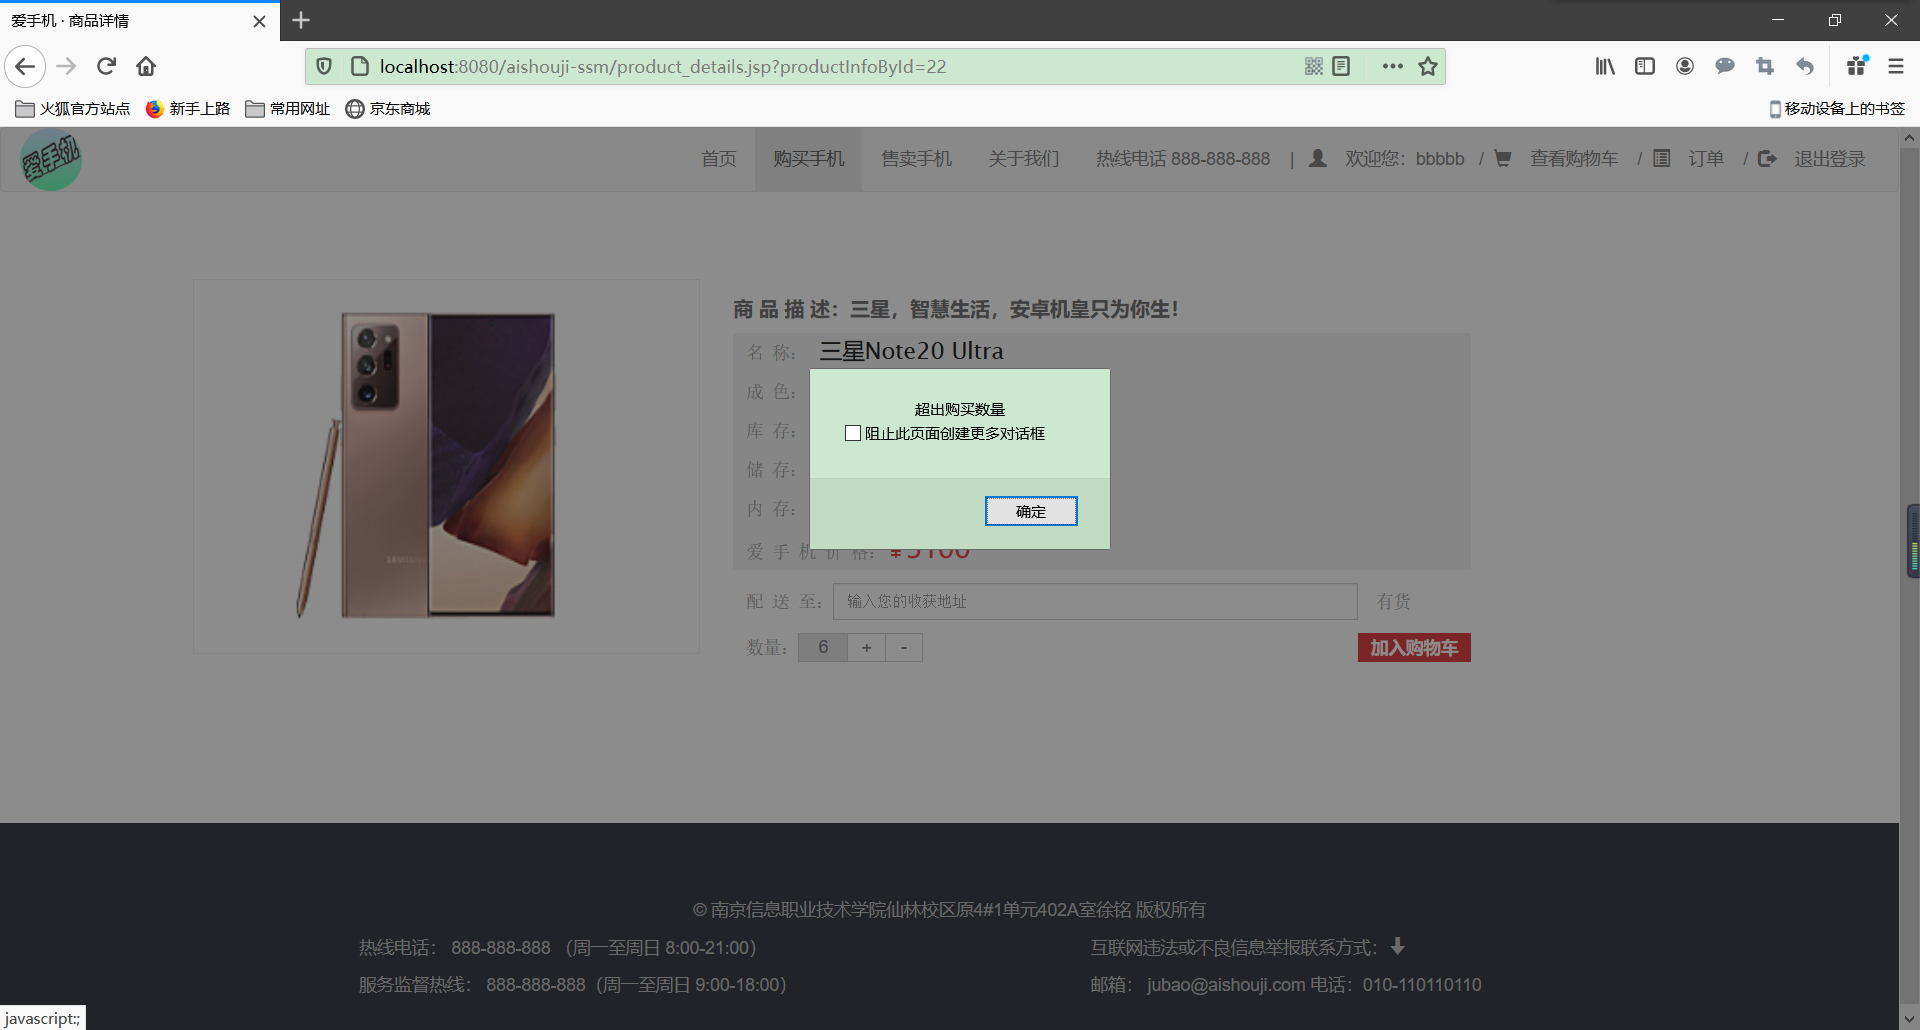 爱手机 · 商品详情
localhost:8080/aishouji-ssm/product_details.jsp?productInfoById=22
火狐官方站点 新手上路 常用网址 京东商城 移动设备上的书签
爱手机 首页 购买手机 售卖手机 关于我们 热线电话 888-888-888 | 欢迎您：bbbbb / 查看购物车 / 订单 / 退出登录
商 品 描 述：三星，智慧生活，安卓机皇只为你生！
名 称： 三星Note20 Ultra
成 色：
超出购买数量
库 存： 阻止此页面创建更多对话框
储 存：
内 存： 确定
爱 手 机 价 格：￥5100
配 送 至： 输入您的收获地址 有货
数量： 6 + - 加入购物车
SAMSUNG
© 南京信息职业技术学院仙林校区原4#1单元402A室徐铭 版权所有
热线电话： 888-888-888 （周一至周日 8:00-21:00） 互联网违法或不良信息举报联系方式：
服务监督热线： 888-888-888（周一至周日 9:00-18:00） 邮箱： jubao@aishouji.com 电话：010-110110110
javascript:;